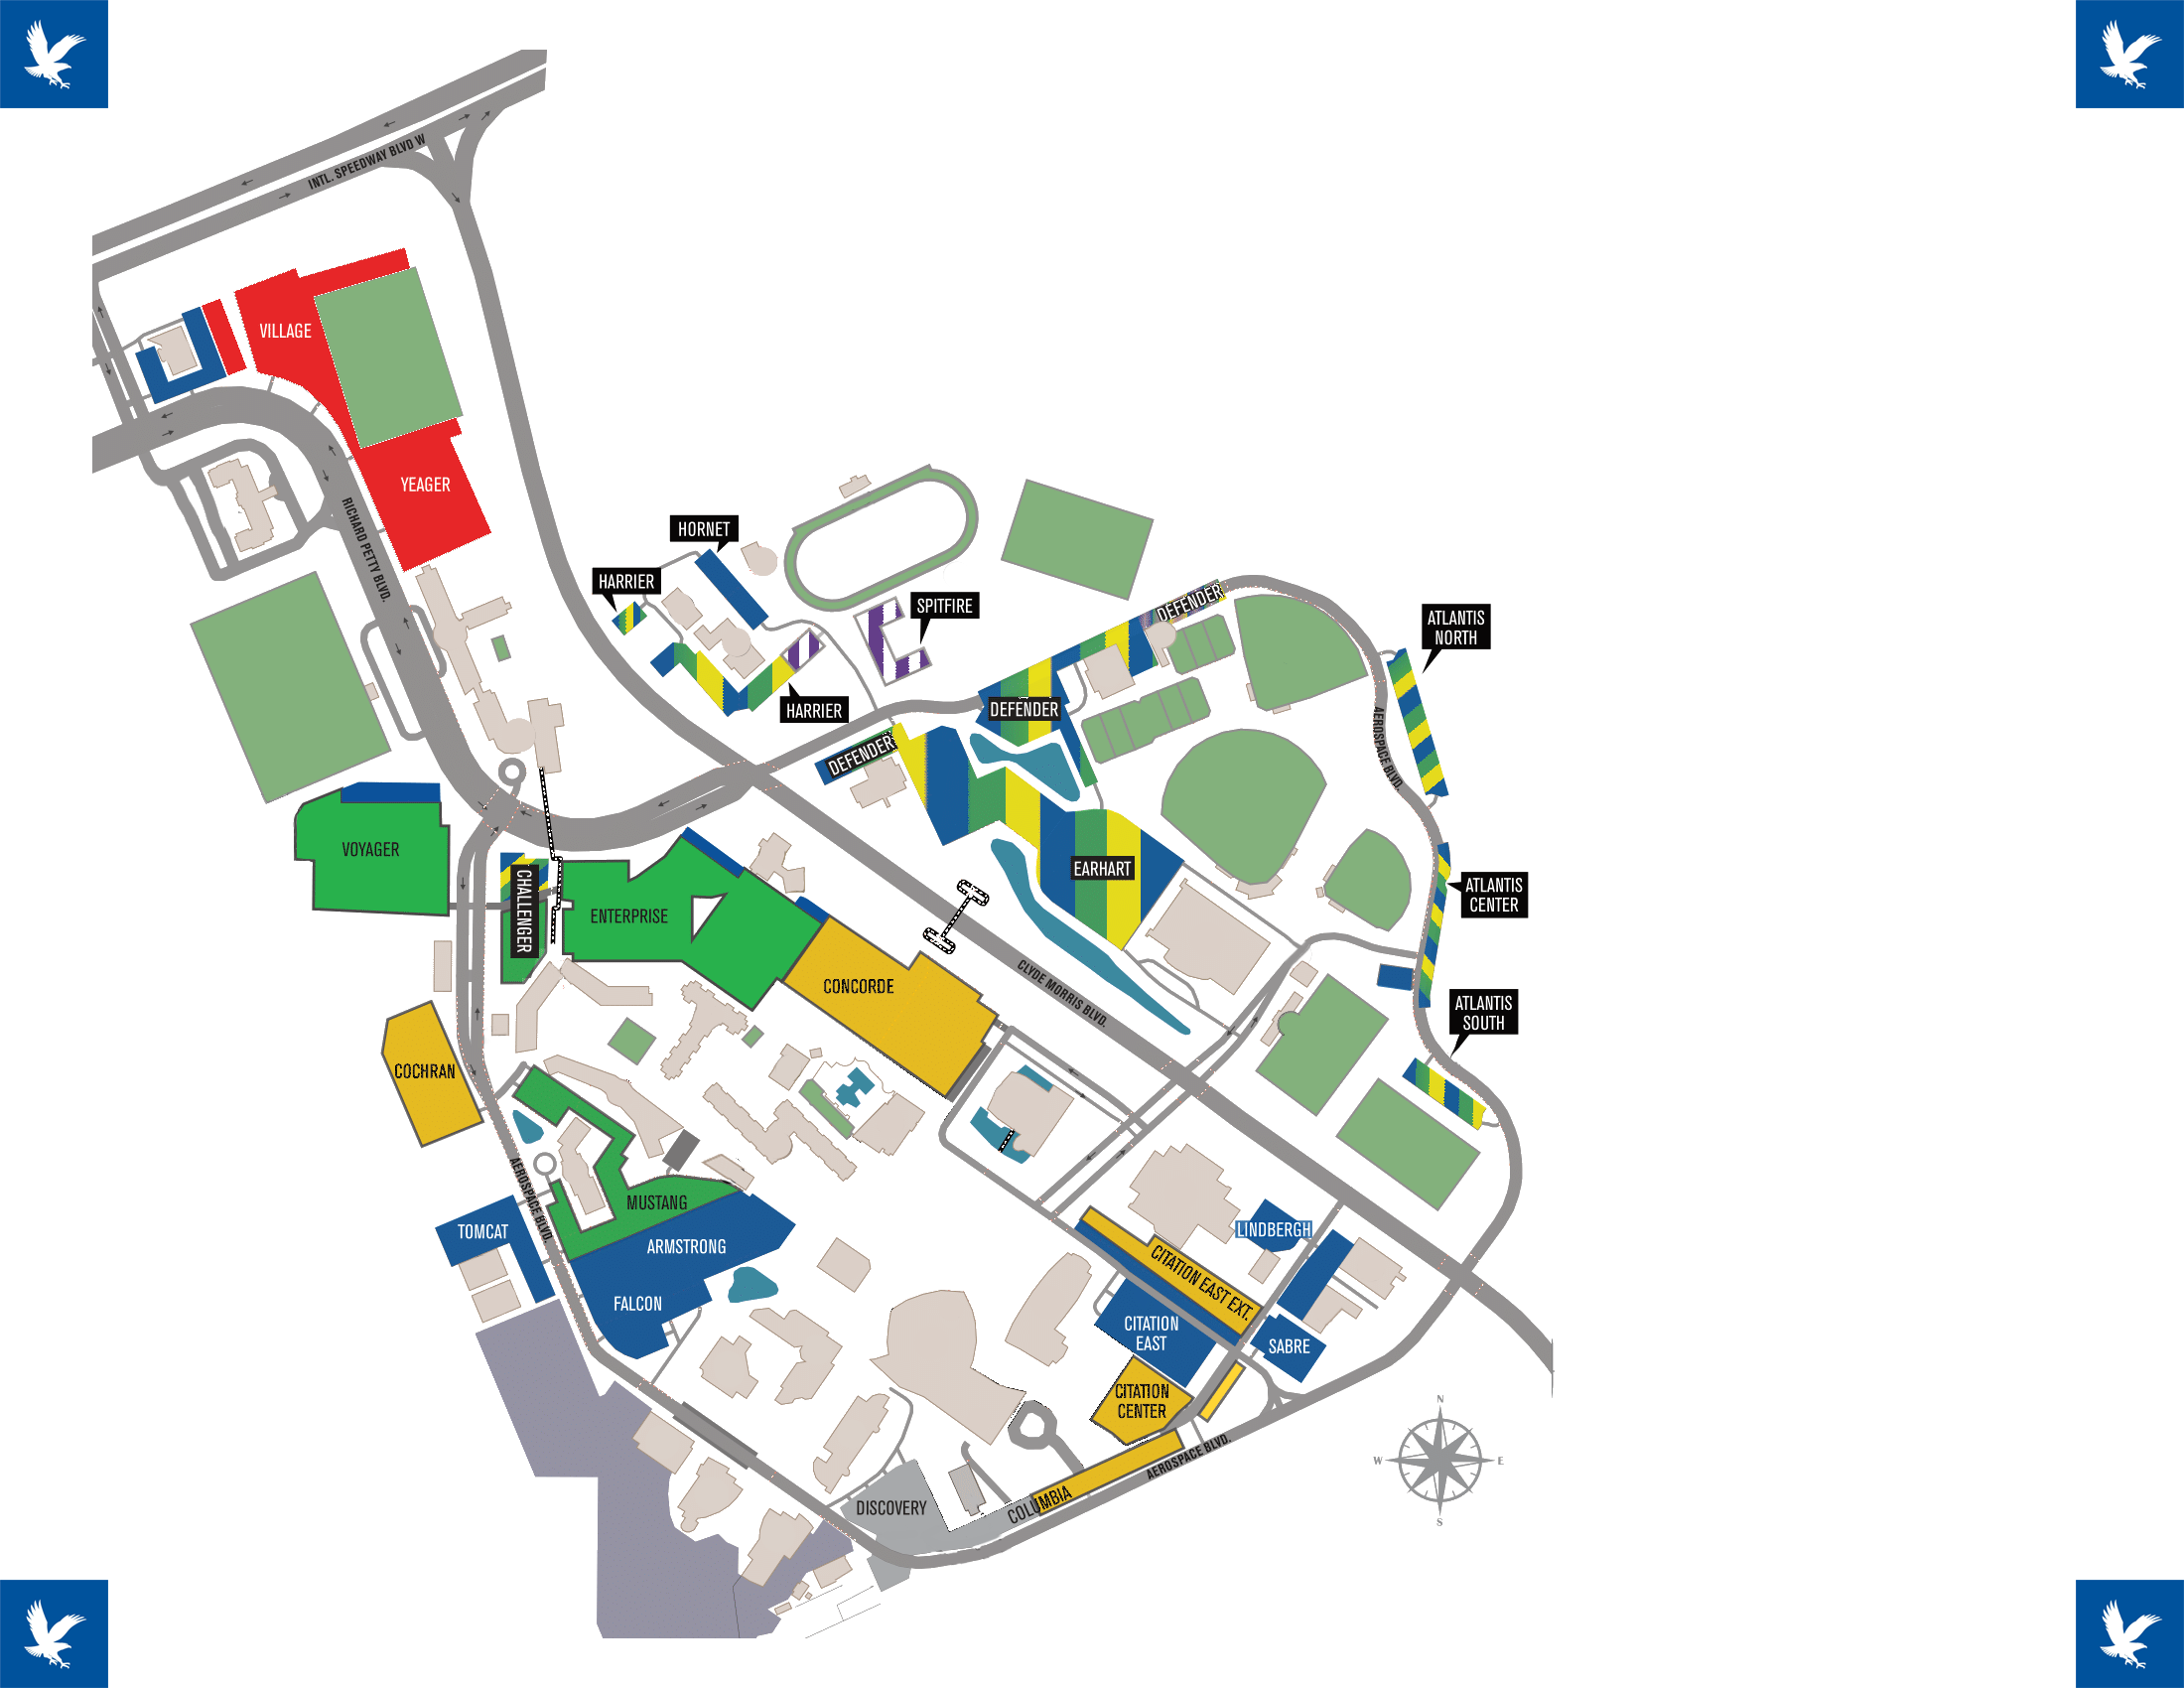 INTL. SPEEDWAY BLVD W
VILLAGE
YEAGER
RICHARD PETTY BLVD.
HORNET
HARRIER
SPITFIRE
HARRIER
DEFENDER
DEFENDER
DEFENDER
ATLANTIS
NORTH
AEROSPACE BLVD.
VOYAGER
CHALLENGER
ENTERPRISE
EARHART
ATLANTIS
CENTER
CONCORDE
CLYDE MORRIS BLVD.
ATLANTIS
SOUTH
COCHRAN
AEROSPACE BLVD.
MUSTANG
TOMCAT
ARMSTRONG
LINDBERGH
CITATION EAST EXT.
FALCON
CITATION
EAST
SABRE
CITATION
CENTER
AEROSPACE BLVD.
COLUMBIA
DISCOVERY
N
W
E
S